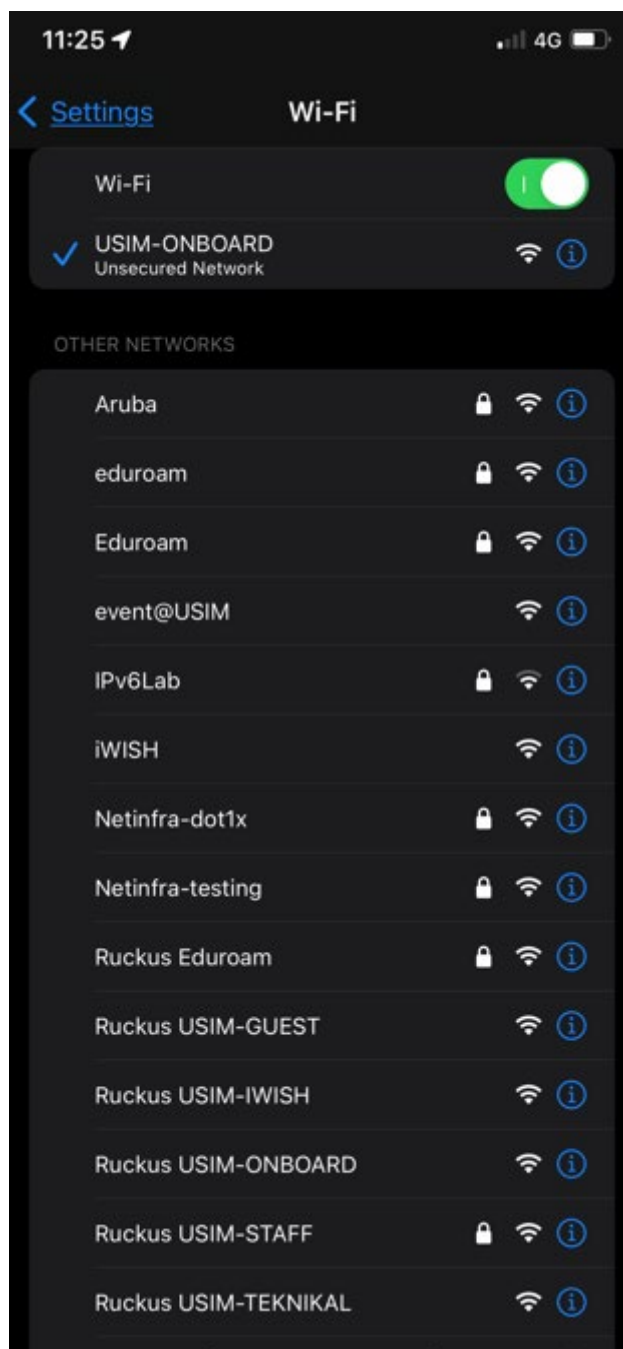 11:25 4G
Settings Wi-Fi
Wi-Fi
USIM-ONBOARD
Unsecured Network
OTHER NETWORKS
Aruba
eduroam
Eduroam
event@USIM
IPv6Lab
iWISH
Netinfra-dot1x
Netinfra-testing
Ruckus Eduroam
Ruckus USIM-GUEST
Ruckus USIM-IWISH
Ruckus USIM-ONBOARD
Ruckus USIM-STAFF
Ruckus USIM-TEKNIKAL